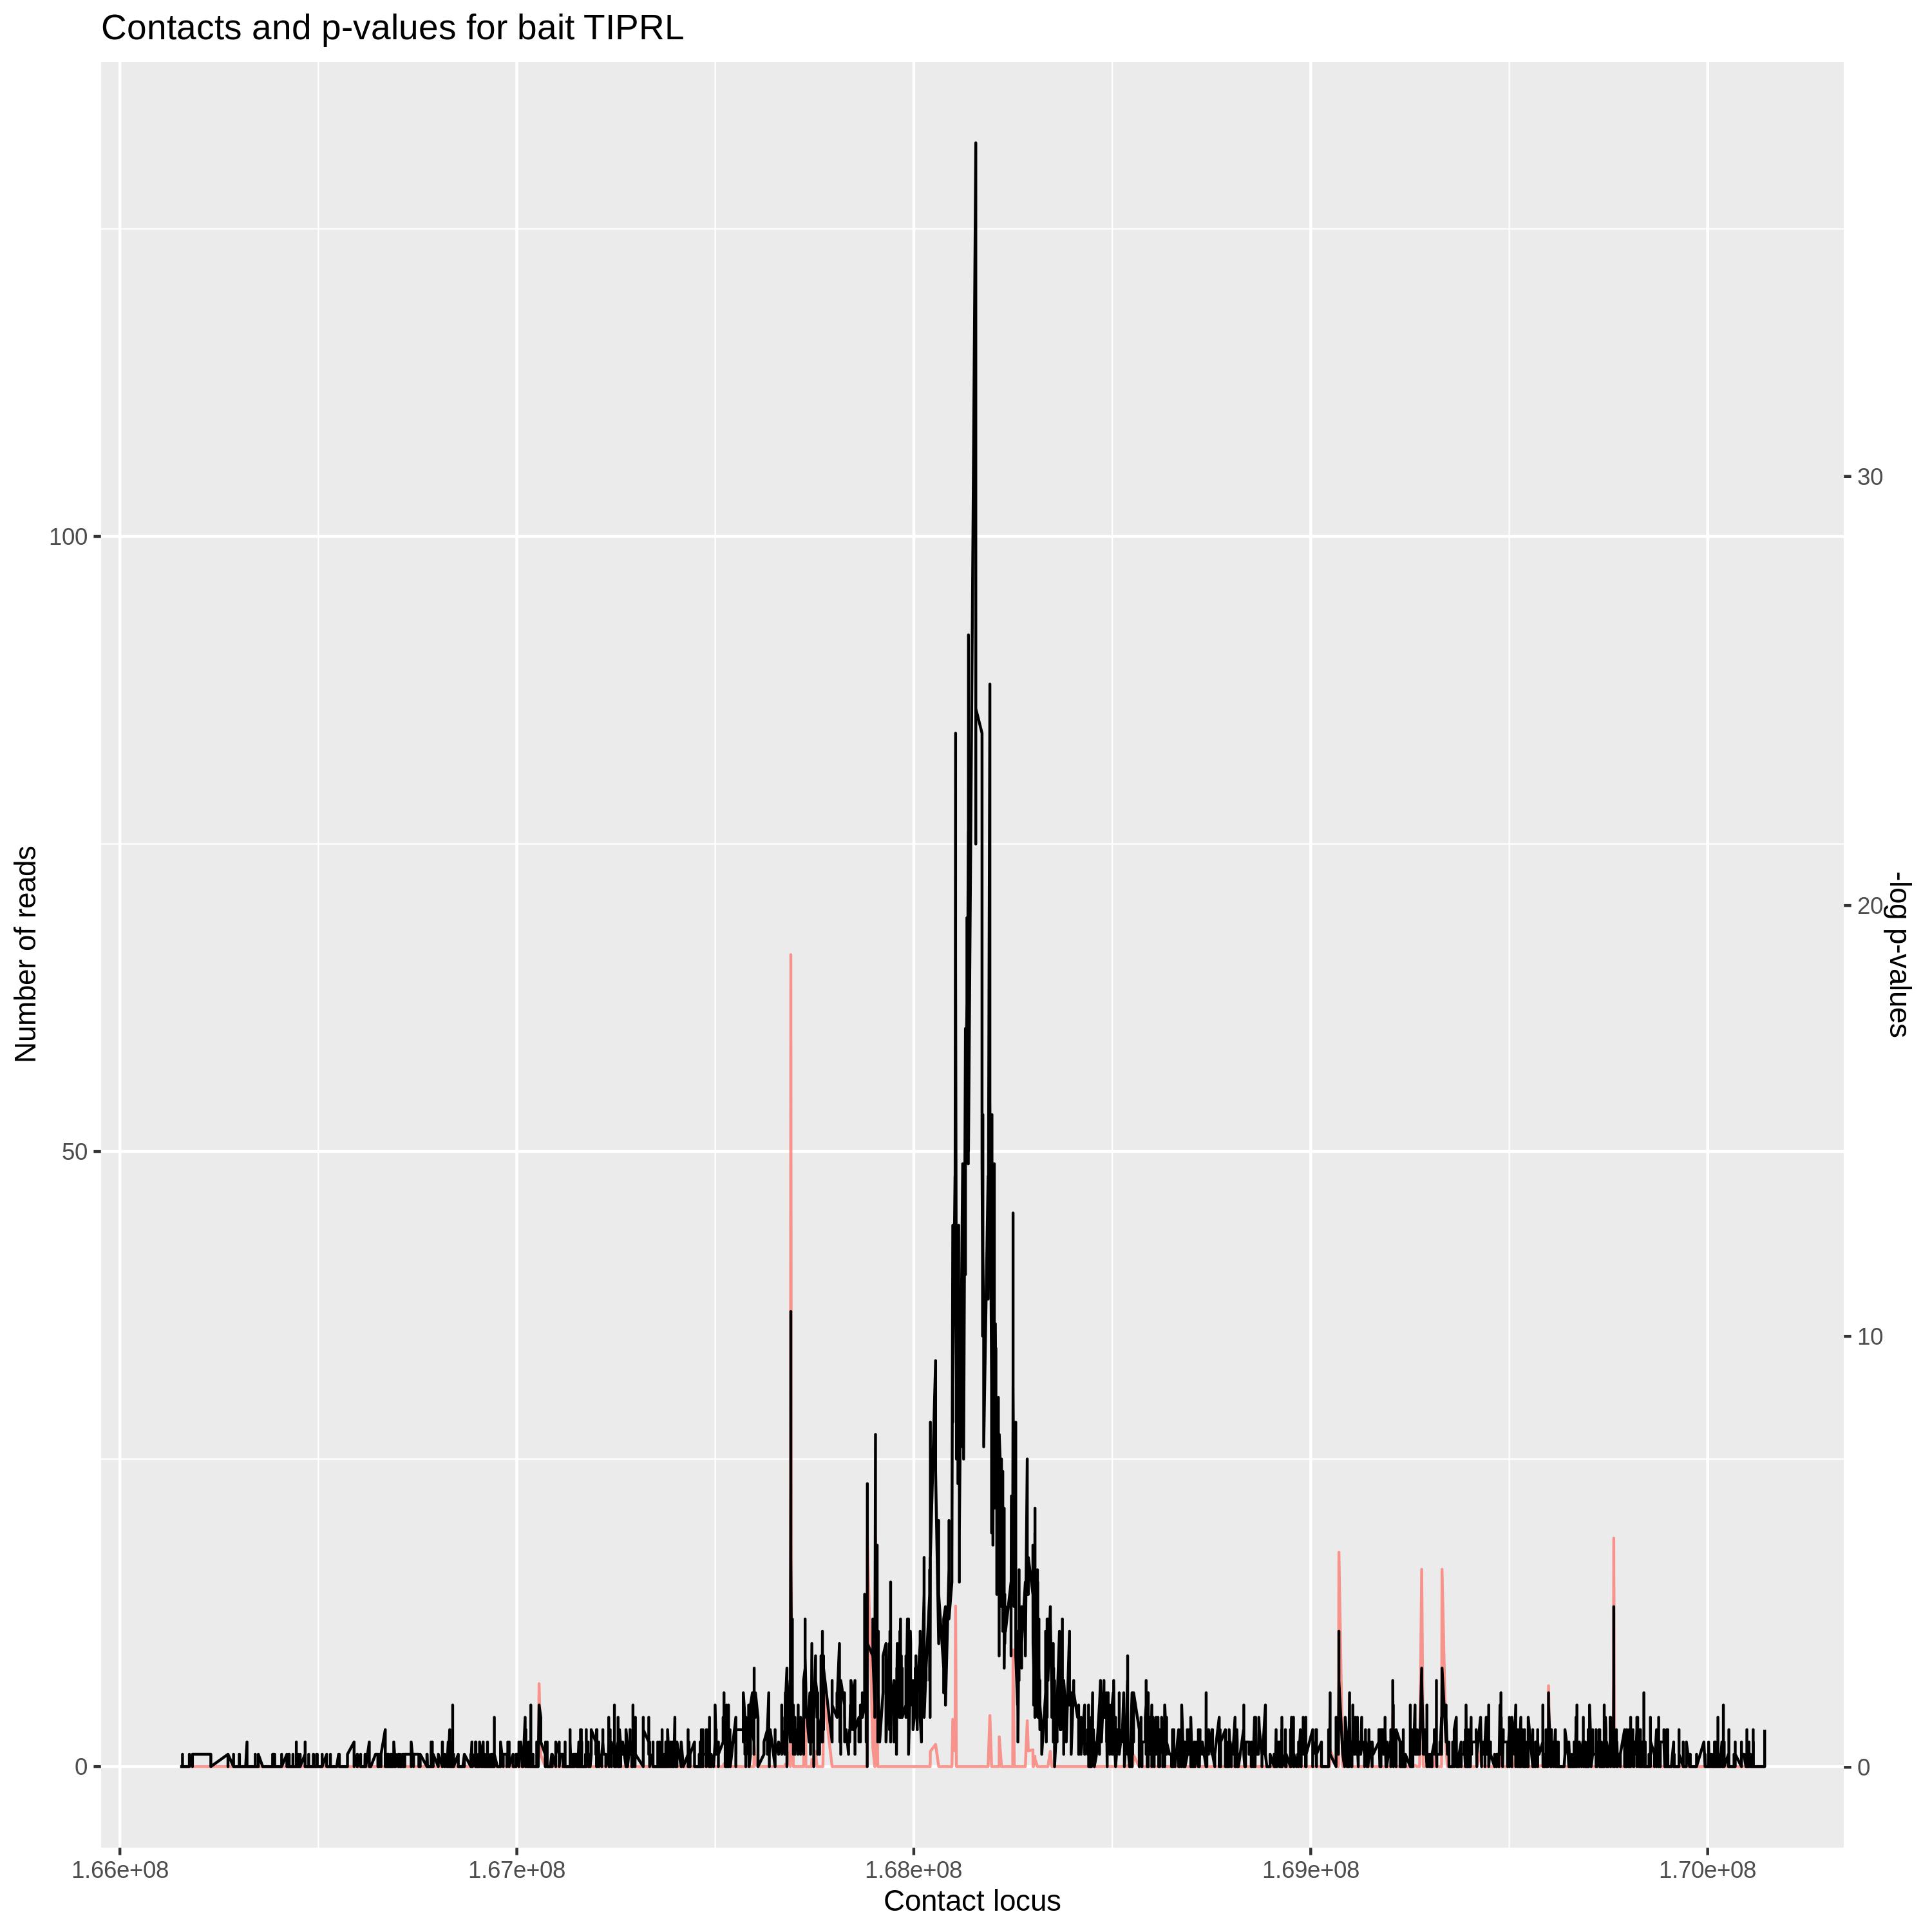 Contacts and p-values for bait TIPRL
100
50
0
Number of reads
30
20
10
0
-log p-values
1.66e+08
1.67e+08
1.68e+08
1.69e+08
1.70e+08
Contact locus